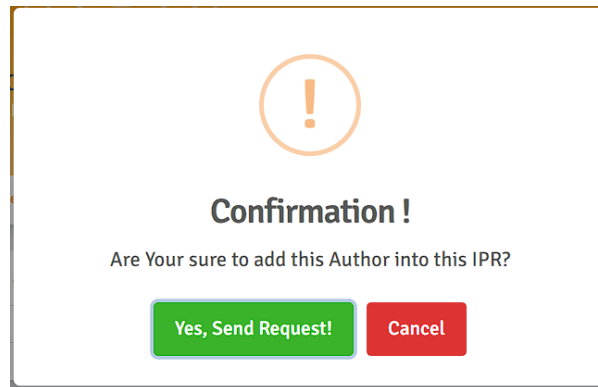 !
Confirmation !
Are Your sure to add this Author into this IPR?
Yes, Send Request!
Cancel